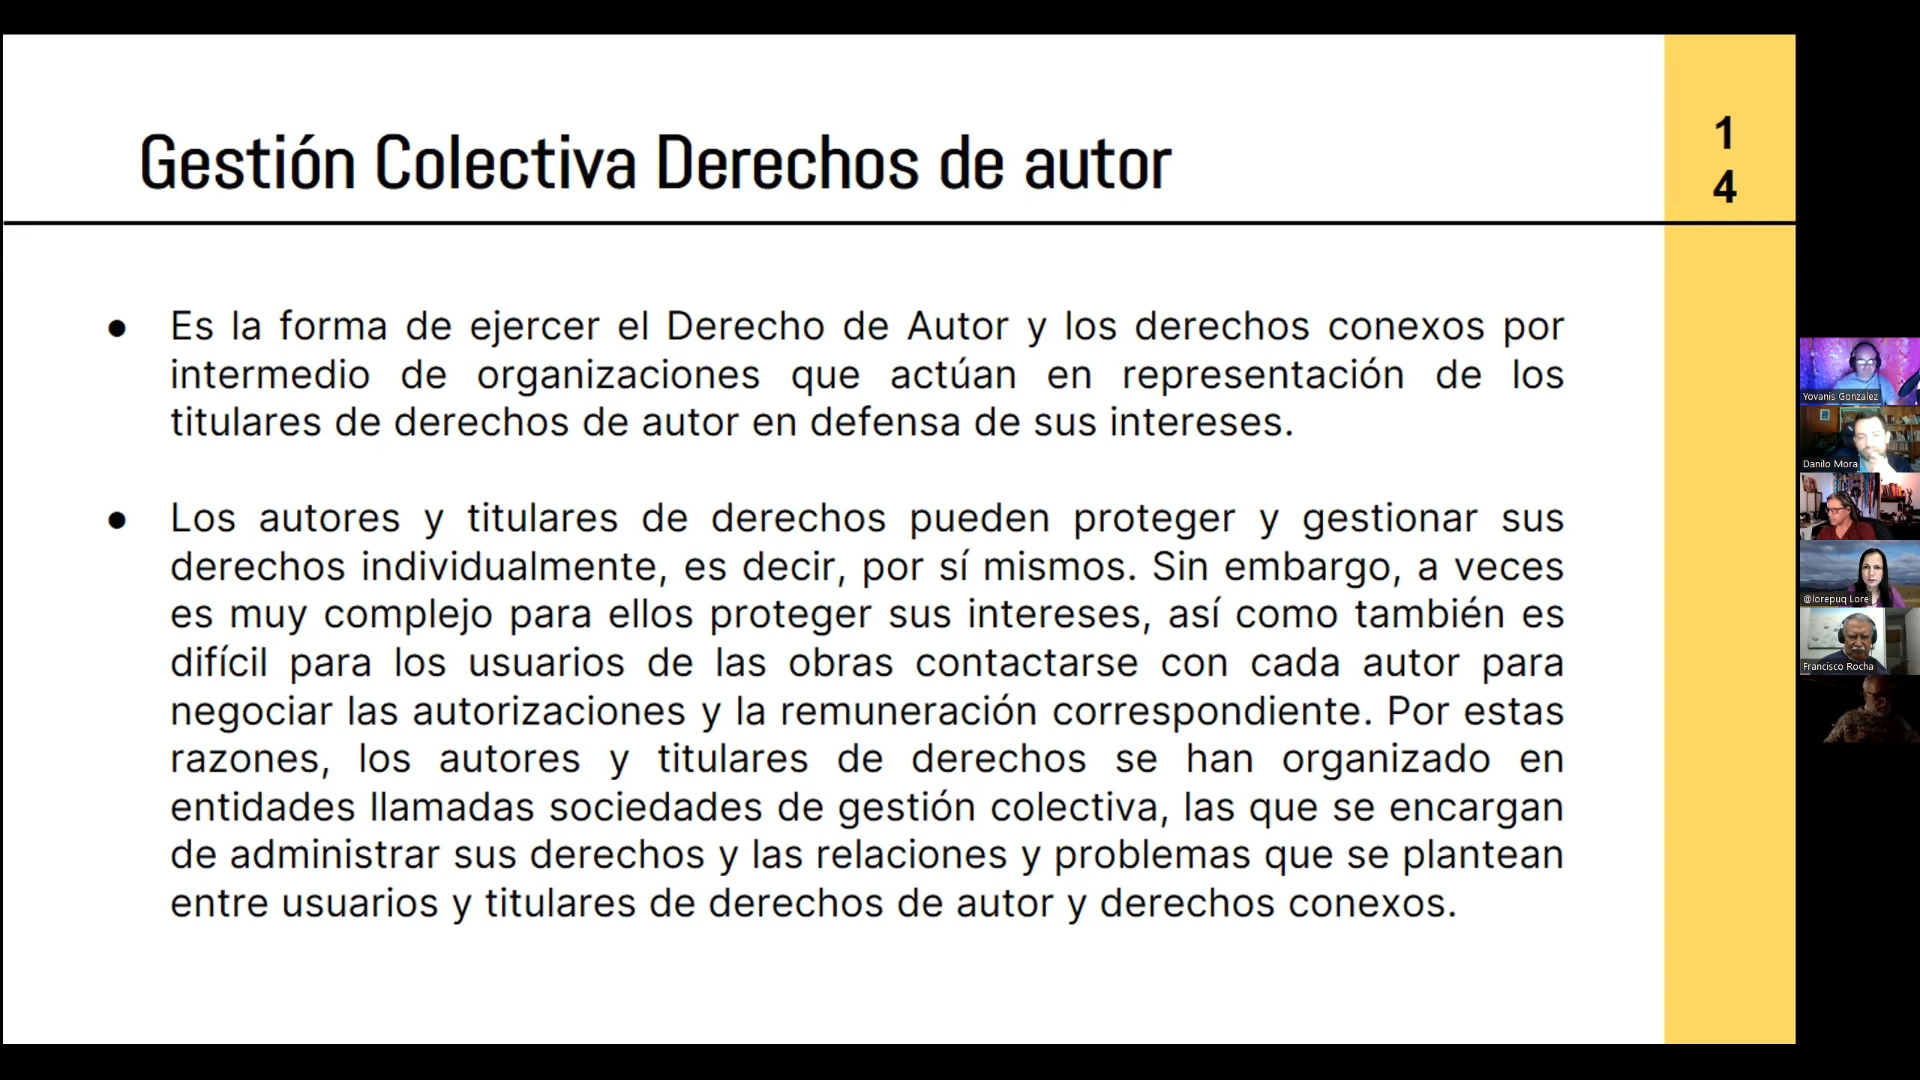 Gestión Colectiva Derechos de autor
1
4
● Es la forma de ejercer el Derecho de Autor y los derechos conexos por
intermedio de organizaciones que actúan en representación de los
titulares de derechos de autor en defensa de sus intereses.
● Los autores y titulares de derechos pueden proteger y gestionar sus
derechos individualmente, es decir, por sí mismos. Sin embargo, a veces
es muy complejo para ellos proteger sus intereses, así como también es
difícil para los usuarios de las obras contactarse con cada autor para
negociar las autorizaciones y la remuneración correspondiente. Por estas
razones, los autores y titulares de derechos se han organizado en
entidades llamadas sociedades de gestión colectiva, las que se encargan
de administrar sus derechos y las relaciones y problemas que se plantean
entre usuarios y titulares de derechos de autor y derechos conexos.
Yovanis Gonzalez
Danilo Mora
@lorepuq Lore
Francisco Rocha